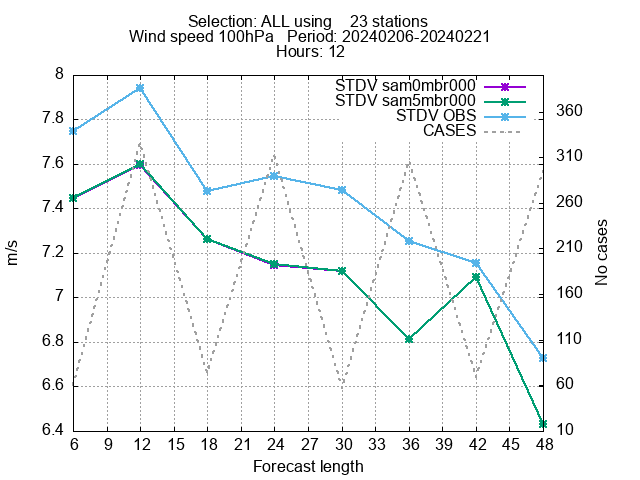 Selection: ALL using 23 stations
Wind speed 100hPa Period: 20240206-20240221
Hours: 12
STDV sam0mbr000
STDV sam5mbr000
STDV OBS
CASES
8
7.8
7.6
7.4
7.2
7
6.8
6.6
6.4
m/s
360
310
260
210
160
110
60
10
No cases
6 9 12 15 18 21 24 27 30 33 36 39 42 45 48
Forecast length